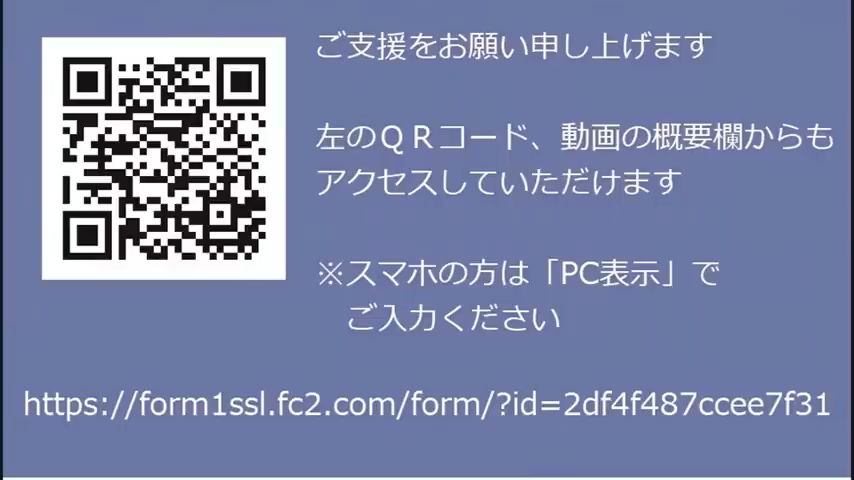 ご支援をお願い申し上げます
左のＱＲコード、動画の概要欄からも
アクセスしていただけます
※スマホの方は「PC表示」で
ご入力ください
https://form1ssl.fc2.com/form/?id=2df4f487ccee7f31